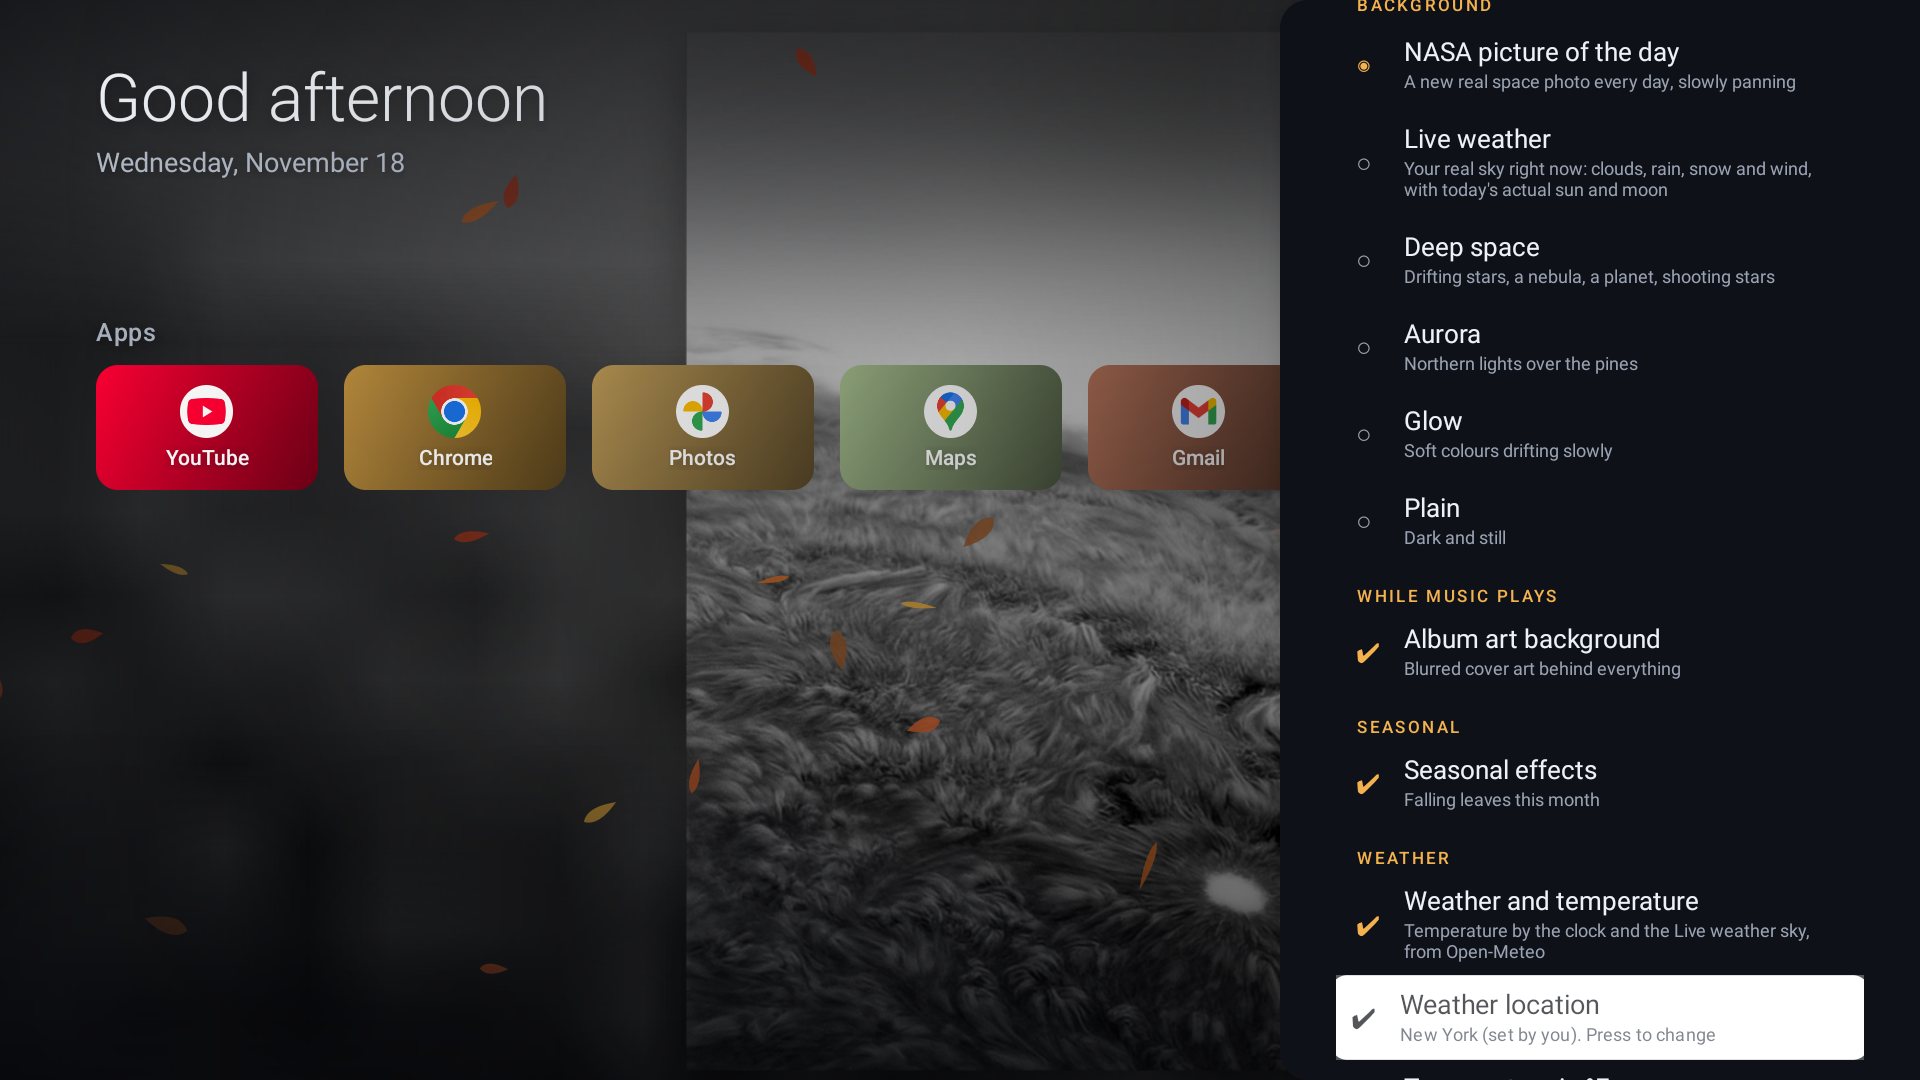 Good afternoon
Wednesday, November 18
Apps
YouTube
Chrome
Photos
Maps
Gmail
BACKGROUND
NASA picture of the day
A new real space photo every day, slowly panning
Live weather
Your real sky right now: clouds, rain, snow and wind,
with today's actual sun and moon
Deep space
Drifting stars, a nebula, a planet, shooting stars
Aurora
Northern lights over the pines
Glow
Soft colours drifting slowly
Plain
Dark and still
WHILE MUSIC PLAYS
Album art background
Blurred cover art behind everything
SEASONAL
Seasonal effects
Falling leaves this month
WEATHER
Weather and temperature
Temperature by the clock and the Live weather sky,
from Open-Meteo
Weather location
New York (set by you). Press to change